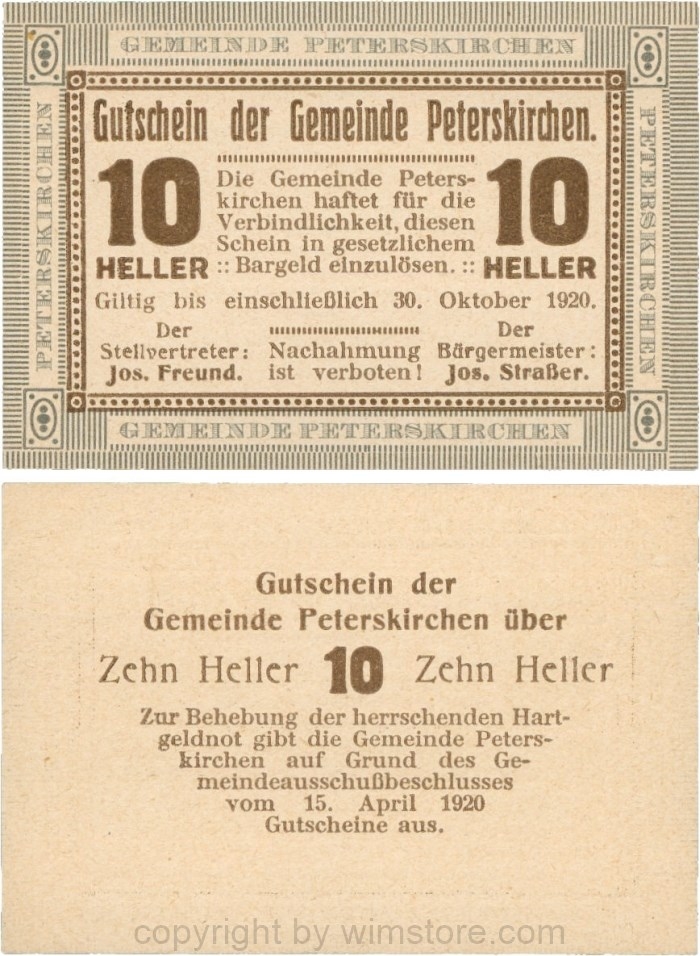 GEMEINDE PETERSKIRCHEN
PETERSKIRCHEN
PETERSKIRCHEN
Gutschein der Gemeinde Peterskirchen.
10
HELLER
Die Gemeinde Peters-
kirchen haftet für die
Verbindlichkeit, diesen
Schein in gesetzlichem
:: Bargeld einzulösen. ::
10
HELLER
Giltig bis einschließlich 30. Oktober 1920.
Der
Stellvertreter:
Jos. Freund.
Nachahmung
ist verboten!
Der
Bürgermeister:
Jos. Straßer.
GEMEINDE PETERSKIRCHEN
Gutschein der
Gemeinde Peterskirchen über
Zehn Heller 10 Zehn Heller
Zur Behebung der herrschenden Hart-
geldnot gibt die Gemeinde Peters-
kirchen auf Grund des Ge-
meindeausschußbeschlusses
vom 15. April 1920
Gutscheine aus.
copyright by wimstore.com